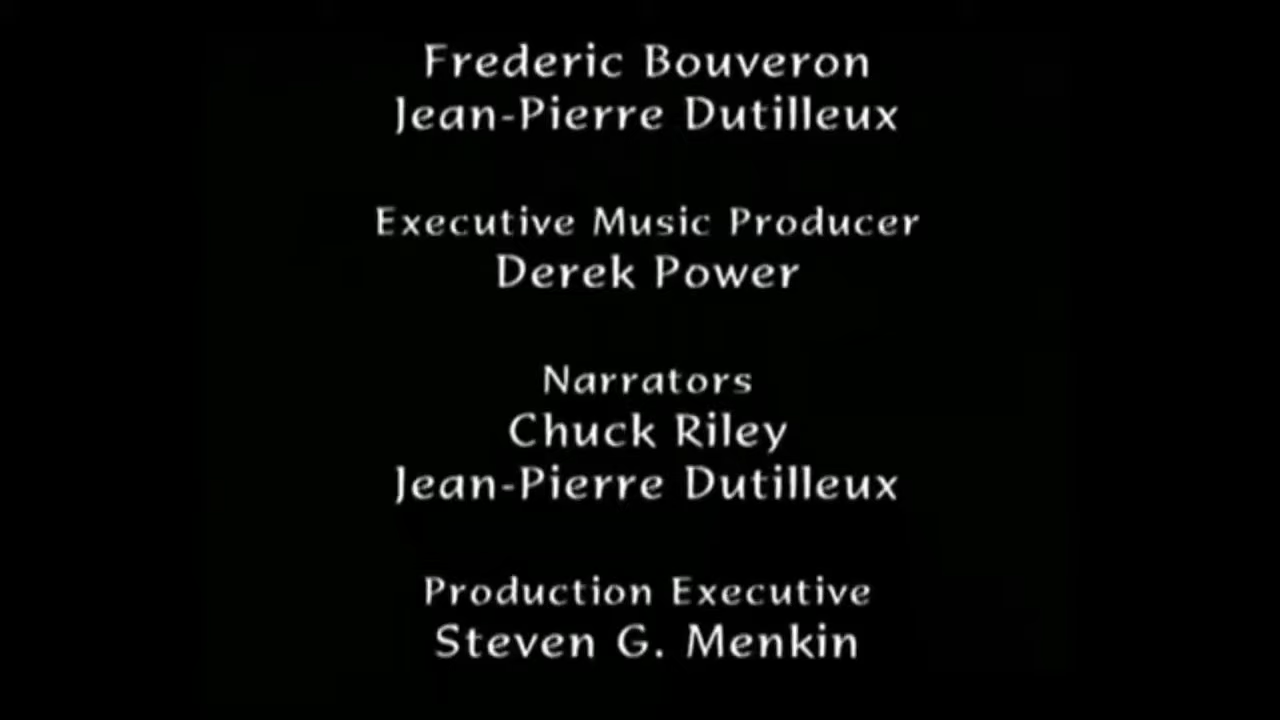 Frederic Bouveron
Jean-Pierre Dutilleux
Executive Music Producer
Derek Power
Narrators
Chuck Riley
Jean-Pierre Dutilleux
Production Executive
Steven G. Menkin